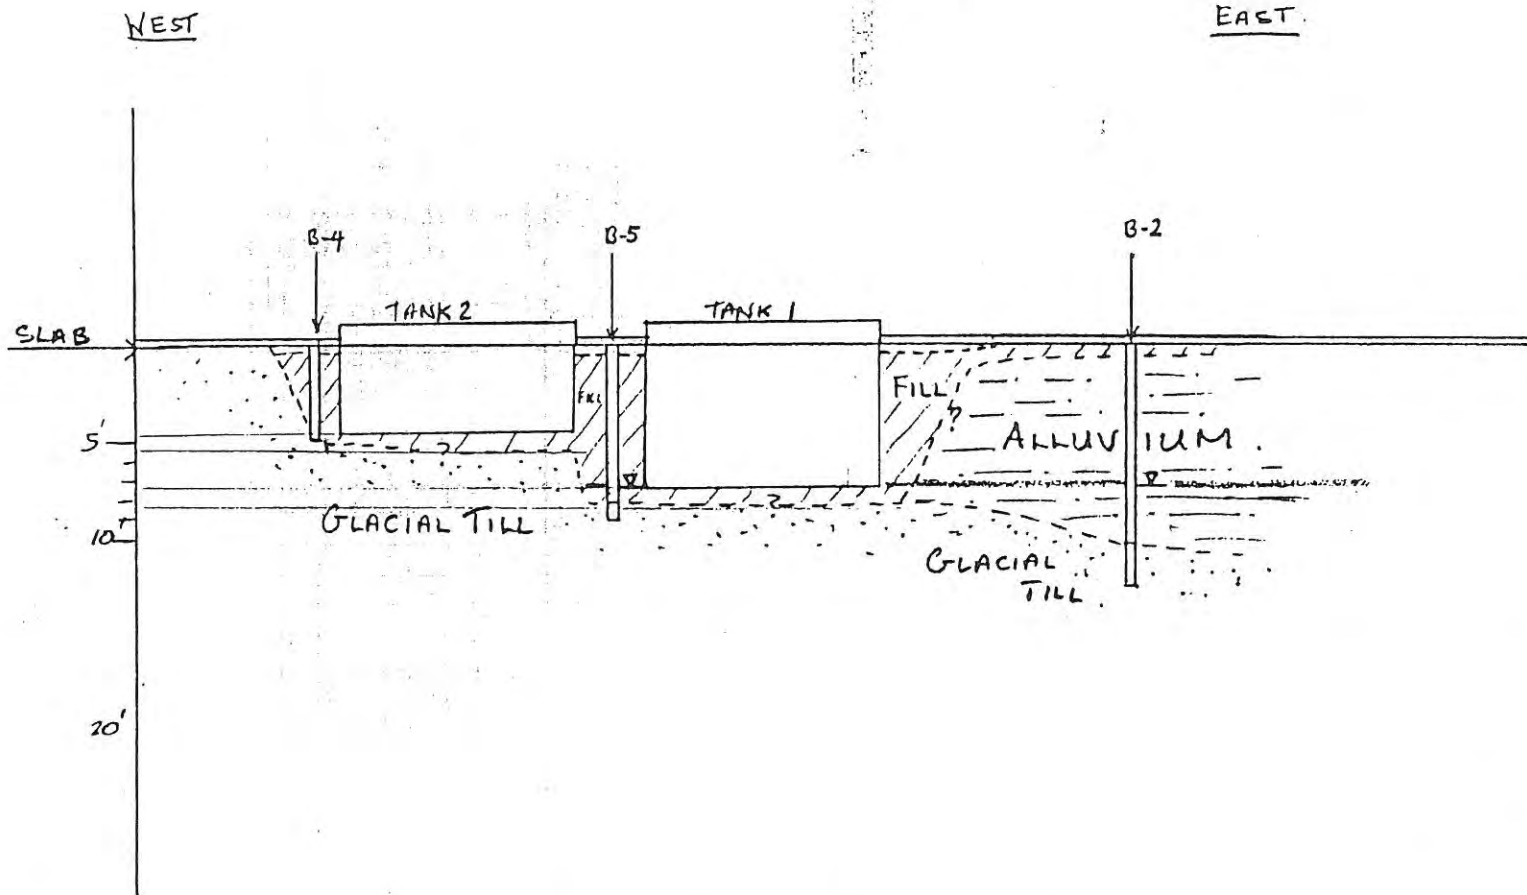 WEST
EAST.
B-4
B-5
B-2
TANK 2
TANK 1
SLAB
FILL
FILL
?
5'
ALLUVIUM.
?
GLACIAL TILL
?
10
GLACIAL
TILL.
20'